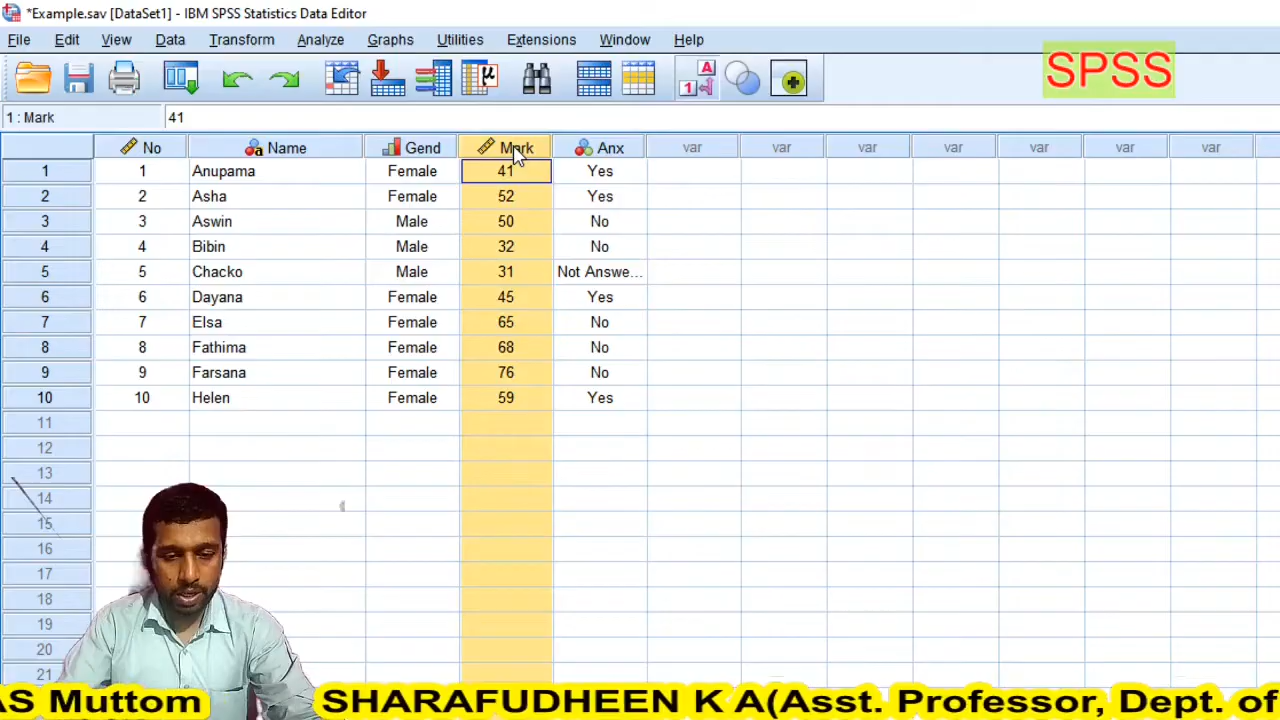 *Example.sav [DataSet1] - IBM SPSS Statistics Data Editor
File Edit View Data Transform Analyze Graphs Utilities Extensions Window Help
SPSS
1 : Mark 41
No Name Gend Mark Anx var var var var var var var
1 1 Anupama Female 41 Yes
2 2 Asha Female 52 Yes
3 3 Aswin Male 50 No
4 4 Bibin Male 32 No
5 5 Chacko Male 31 Not Answe...
6 6 Dayana Female 45 Yes
7 7 Elsa Female 65 No
8 8 Fathima Female 68 No
9 9 Farsana Female 76 No
10 10 Helen Female 59 Yes
11
12
13
14
15
16
17
18
19
20
21
AS Muttom SHARAFUDHEEN K A(Asst. Professor, Dept. of